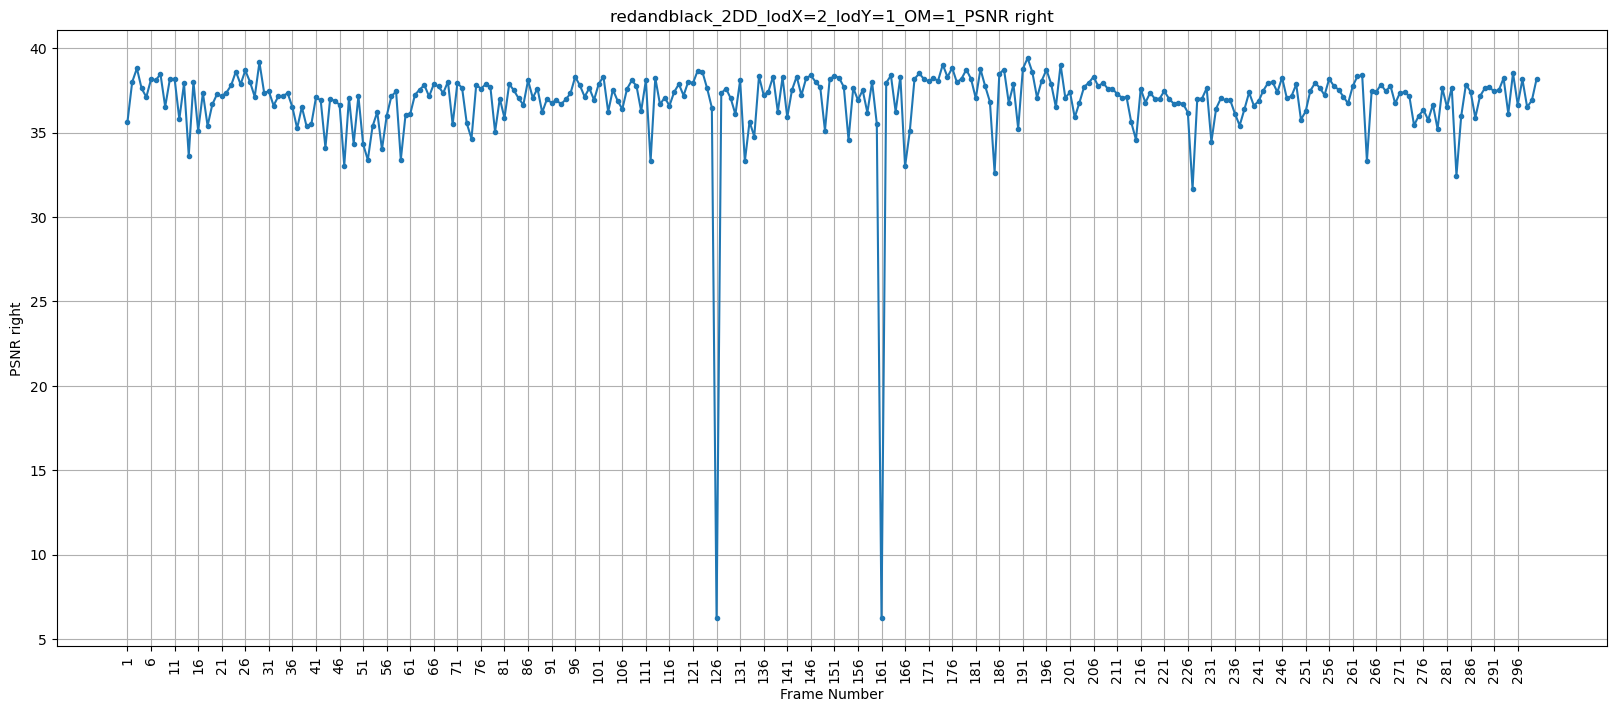 redandblack_2DD_lodX=2_lodY=1_OM=1_PSNR right
PSNR right
40
35
30
25
20
15
10
5
1 6 11 16 21 26 31 36 41 46 51 56 61 66 71 76 81 86 91 96 101 106 111 116 121 126 131 136 141 146 151 156 161 166 171 176 181 186 191 196 201 206 211 216 221 226 231 236 241 246 251 256 261 266 271 276 281 286 291 296
Frame Number